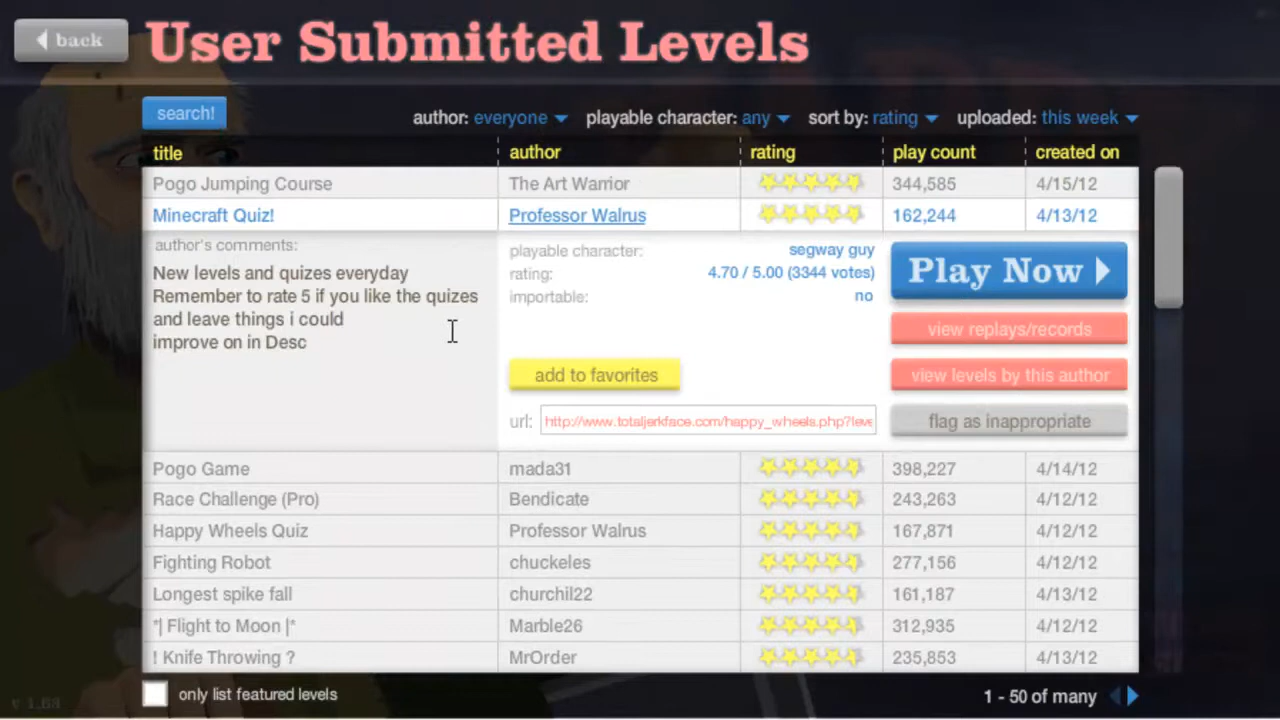 back
User Submitted Levels
search!
author: everyone playable character: any sort by: rating uploaded: this week
title author rating play count created on
Pogo Jumping Course The Art Warrior 344,585 4/15/12
Minecraft Quiz! Professor Walrus 162,244 4/13/12
author's comments:
New levels and quizes everyday
Remember to rate 5 if you like the quizes
and leave things i could
improve on in Desc
playable character: segway guy
rating: 4.70 / 5.00 (3344 votes)
importable: no
add to favorites
url: http://www.totaljerkface.com/happy_wheels.php?leve
Play Now
view replays/records
view levels by this author
flag as inappropriate
Pogo Game mada31 398,227 4/14/12
Race Challenge (Pro) Bendicate 243,263 4/12/12
Happy Wheels Quiz Professor Walrus 167,871 4/12/12
Fighting Robot chuckeles 277,156 4/12/12
Longest spike fall churchil22 161,187 4/13/12
*| Flight to Moon |* Marble26 312,935 4/12/12
! Knife Throwing ? MrOrder 235,853 4/13/12
only list featured levels
1 - 50 of many